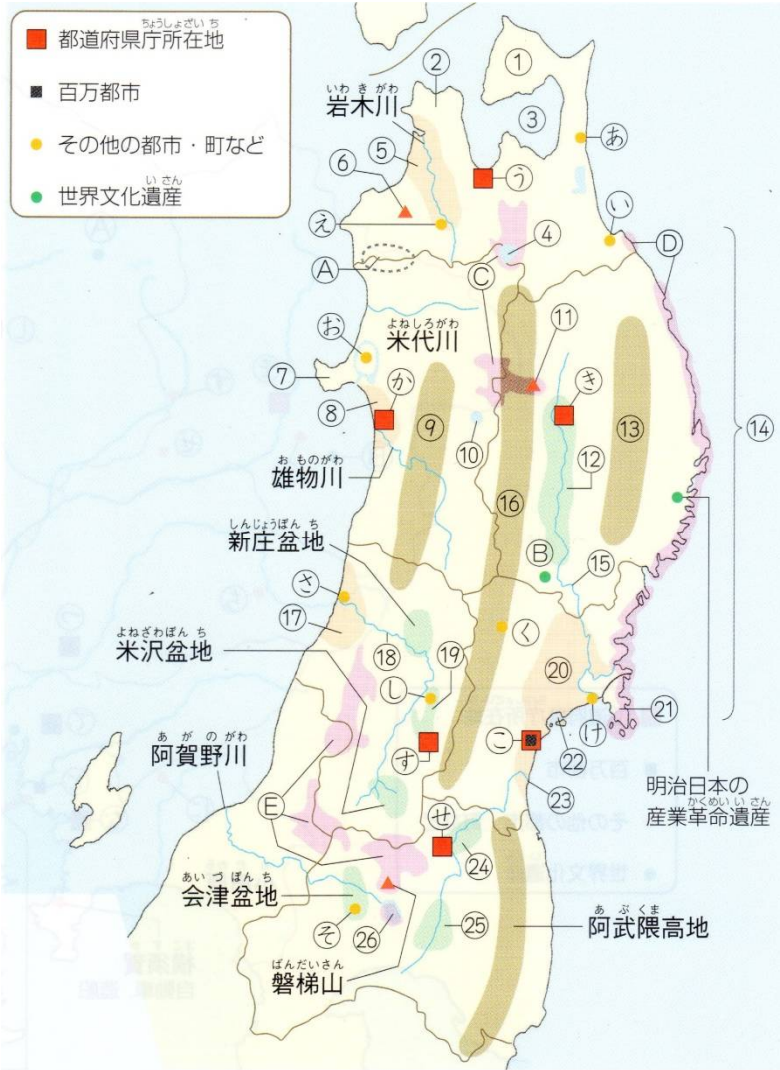 ちょうしょざいち
都道府県庁所在地
百万都市
その他の都市・町など
いさん
世界文化遺産
①
②
③
いわきがわ
岩木川
⑤
⑥
え
う
あ
い
④
Ⓐ
Ⓒ
Ⓓ
よねしろがわ
米代川
お
⑦
⑧
か
⑨
⑩
⑪
き
⑫
⑬
⑭
おものがわ
雄物川
⑯
Ⓑ
⑮
しんじょうぼんち
新庄盆地
さ
⑰
⑱
よねざわぼんち
米沢盆地
⑲
し
く
⑳
け
㉑
す
こ
㉒
㉓
あがのがわ
阿賀野川
Ⓔ
せ
㉔
明治日本の
かくめいいさん
産業革命遺産
あいづぼんち
会津盆地
そ
㉖
㉕
あぶくま
阿武隈高地
ばんだいさん
磐梯山